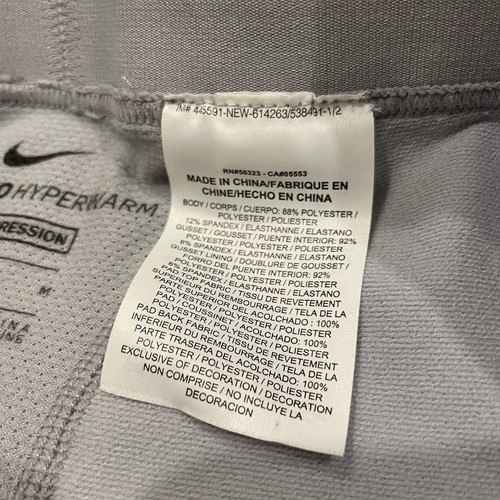 HYPERWARM
M
IM# 445591-NEW-614263/538491-1/2
RN#56323 - CA#05553
MADE IN CHINA/FABRIQUE EN
CHINE/HECHO EN CHINA
BODY / CORPS / CUERPO: 88% POLYESTER /
POLYESTER / POLIESTER
12% SPANDEX / ELASTHANNE / ELASTANO
GUSSET / GOUSSET / PUENTE INTERIOR: 92%
POLYESTER / POLYESTER / POLIESTER
8% SPANDEX / ELASTHANNE / ELASTANO
GUSSET LINING / DOUBLURE DE GOUSSET /
FORRO DEL PUENTE INTERIOR: 92%
POLYESTER / POLYESTER / POLIESTER
8% SPANDEX / ELASTHANNE / ELASTANO
PAD TOP FABRIC / TISSU DE REVETEMENT
SUPERIEUR DU REMBOURRAGE / TELA DE LA
PARTE SUPERIOR DEL ACOLCHADO : 100%
POLYESTER / POLYESTER / POLIESTER
PAD / COUSSINET / ACOLCHADO: 100%
POLYESTER / POLYESTER / POLIESTER
PAD BACK FABRIC / TISSU DE REVETEMENT
INFERIEUR DU REMBOURRAGE / TELA DE LA
PARTE TRASERA DEL ACOLCHADO: 100%
POLYESTER / POLYESTER / POLIESTER
EXCLUSIVE OF DECORATION / DECORATION
NON COMPRISE / NO INCLUYE LA
DECORACION